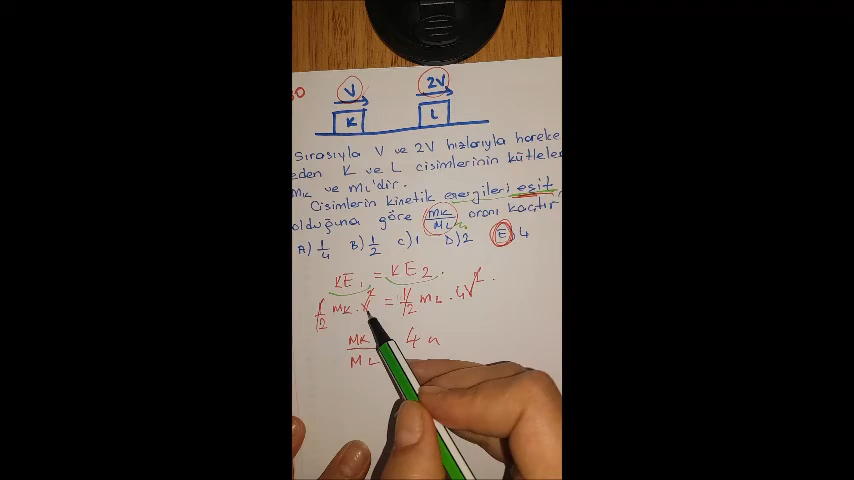 V 2V
K L
Sırasıyla V ve 2V hızlarıyla hareke
eden K ve L cisimlerinin kütleler
mK ve mL'dir.
Cisimlerin kinetik enerjileri eşit
olduğuna göre mK/mL oranı kaçtır
A) 1/4 B) 1/2 C) 1 D) 2 E) 4
KE1 = KE2.
1/2 mK . V² = 1/2 mL . 4V² .
mK/mL 4